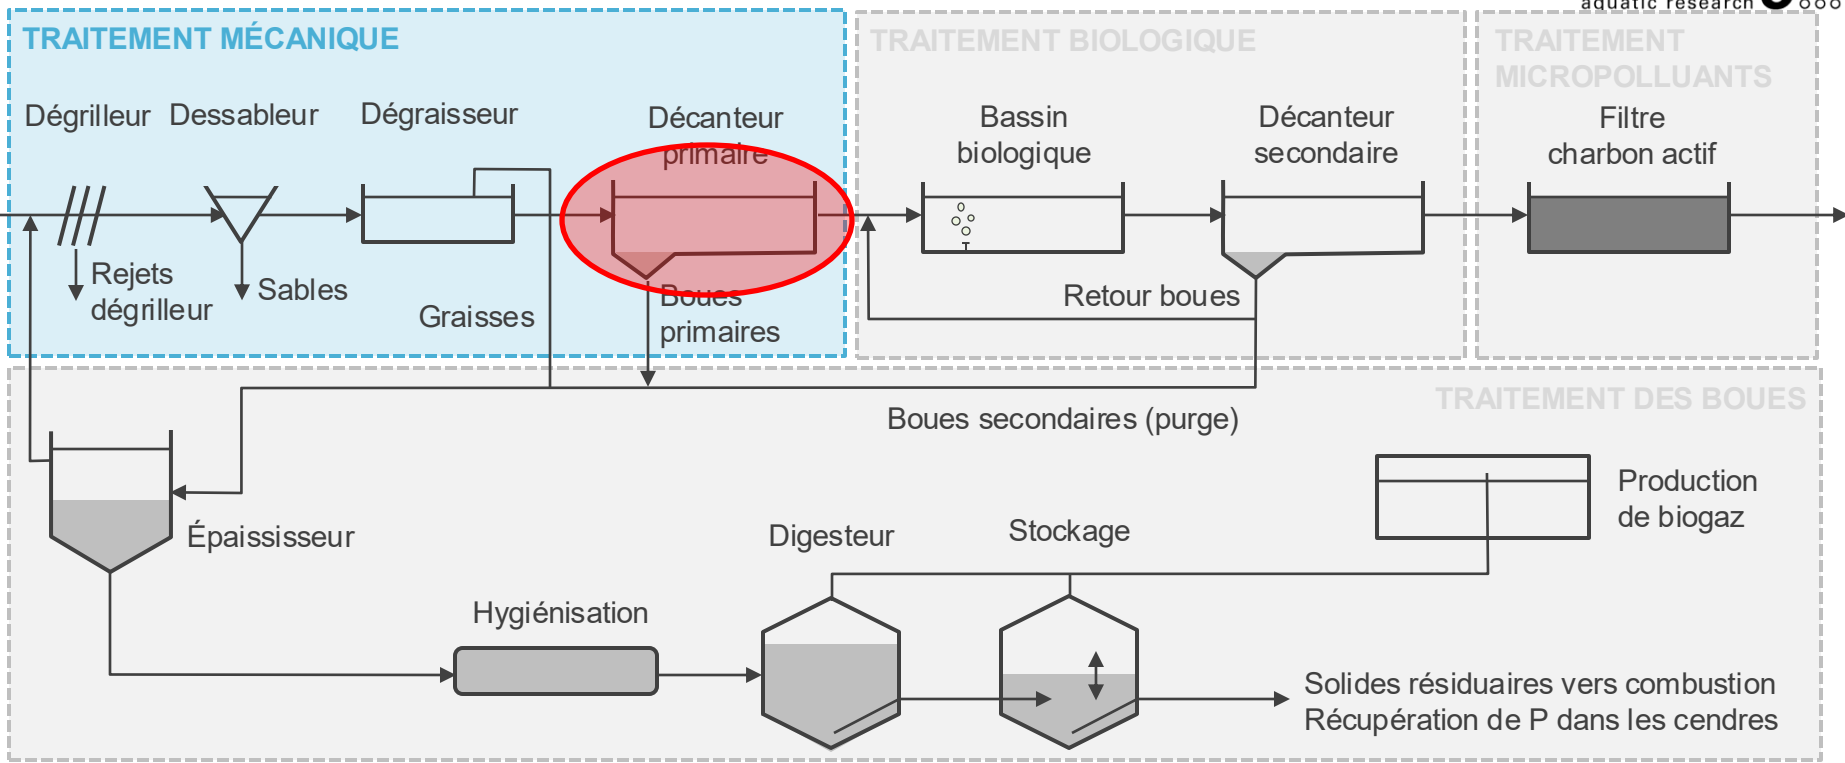 aquatic research
TRAITEMENT MÉCANIQUE
TRAITEMENT BIOLOGIQUE
TRAITEMENT
MICROPOLLUANTS
Dégrilleur
Dessableur
Dégraisseur
Décanteur
primaire
Bassin
biologique
Décanteur
secondaire
Filtre
charbon actif
Rejets
dégrilleur
Sables
Graisses
Boues
primaires
Retour boues
TRAITEMENT DES BOUES
Boues secondaires (purge)
Épaississeur
Digesteur
Stockage
Production
de biogaz
Hygiénisation
Solides résiduaires vers combustion
Récupération de P dans les cendres